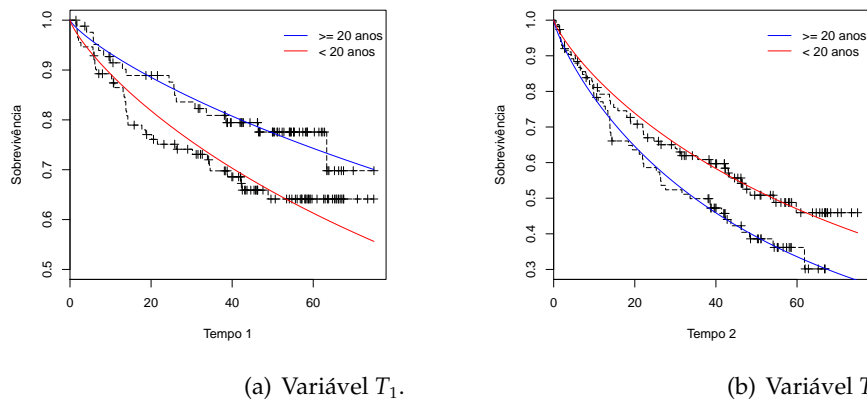 >= 20 anos
< 20 anos
Sobrevivência
1.0
0.9
0.8
0.7
0.6
0.5
0 20 40 60
Tempo 1
(a) Variável T1.
>= 20 anos
< 20 anos
Sobrevivência
1.0
0.9
0.8
0.7
0.6
0.5
0.4
0.3
0 20 40 60
Tempo 2
(b) Variável T